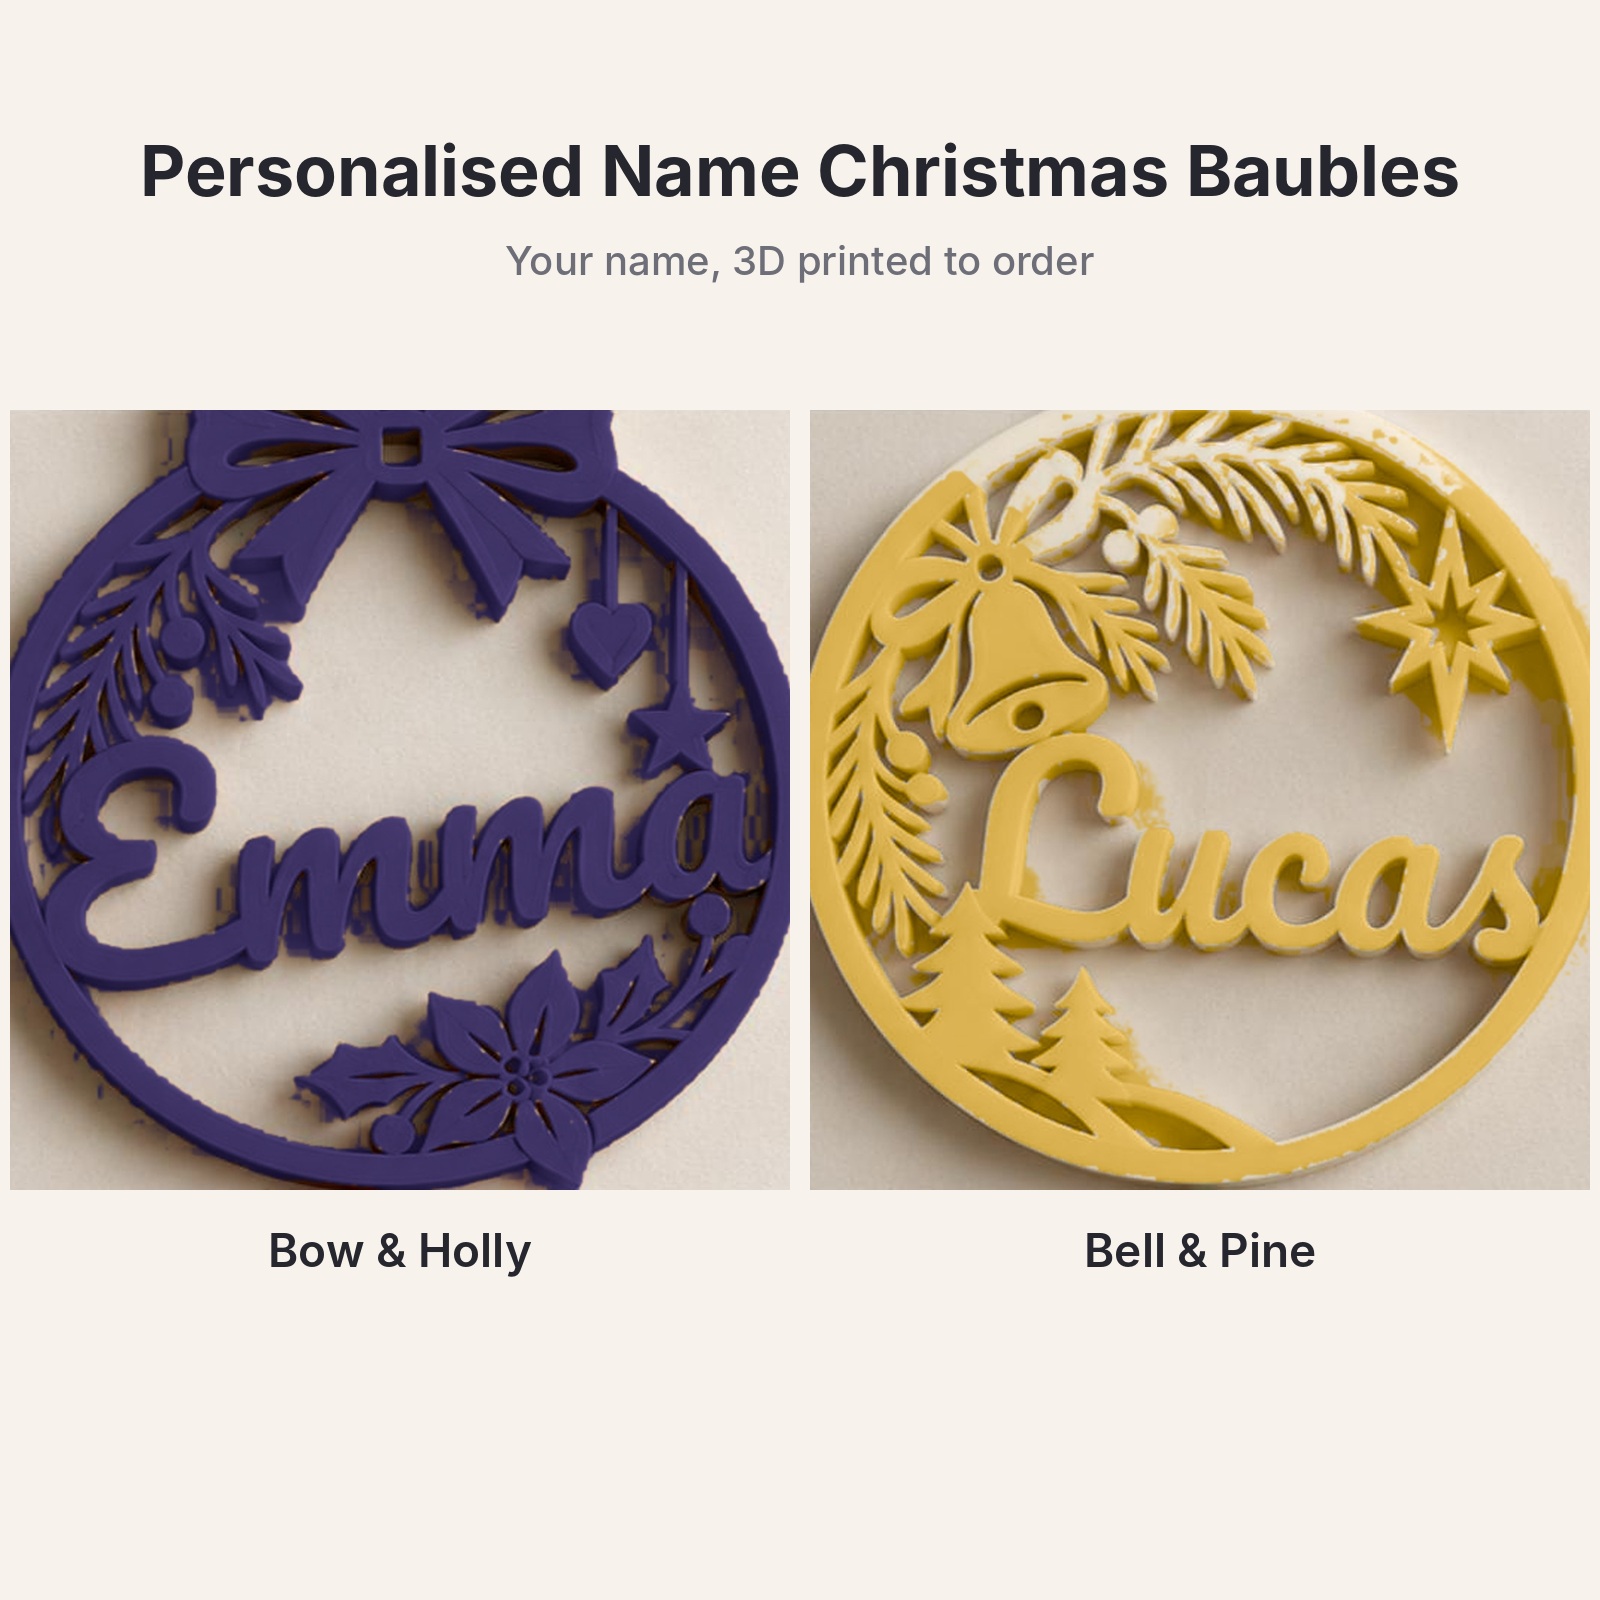 Personalised Name Christmas Baubles
Your name, 3D printed to order
Emma
Lucas
Bow & Holly
Bell & Pine